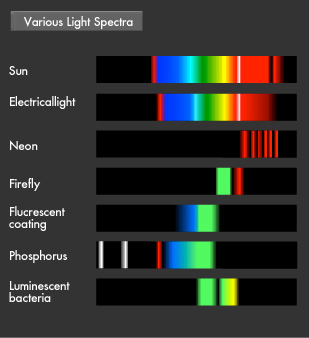 Various Light Spectra
Sun
Electricallight
Neon
Firefly
Flucrescent
coating
Phosphorus
Luminescent
bacteria